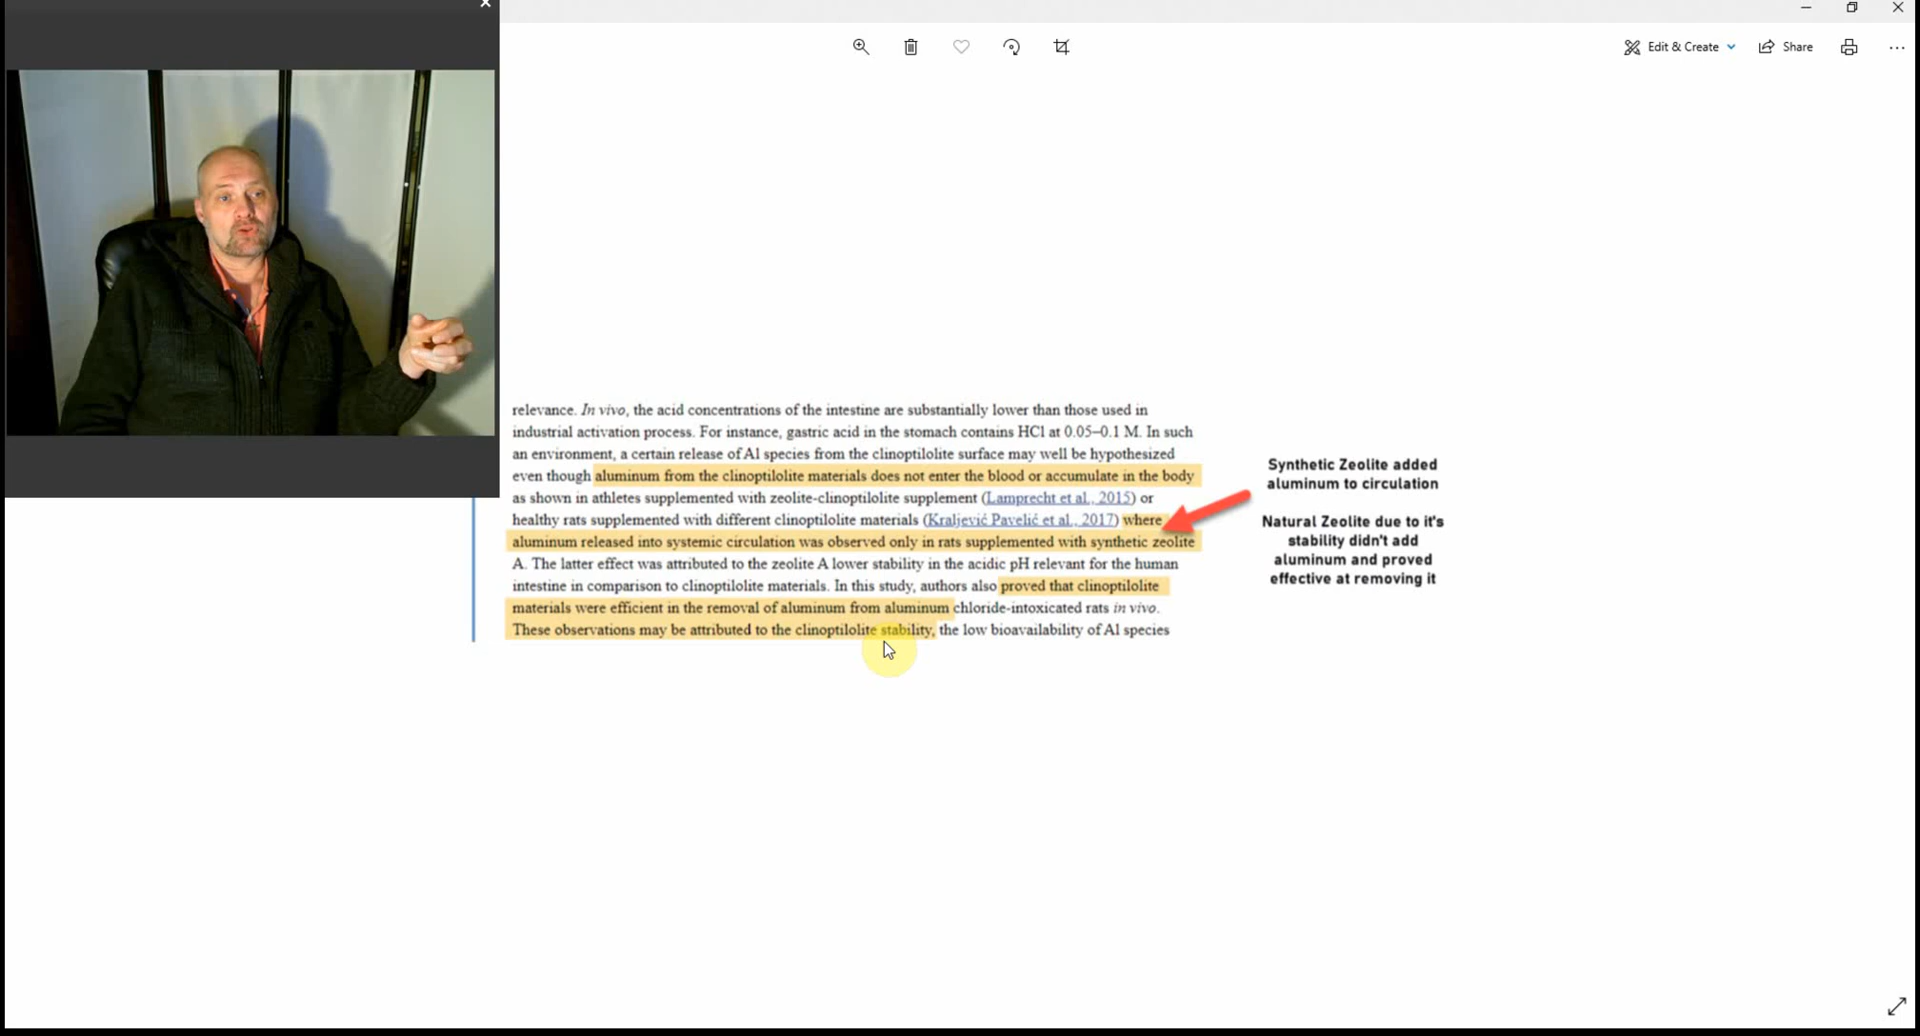 Edit & Create
Share
relevance. In vivo, the acid concentrations of the intestine are substantially lower than those used in
industrial activation process. For instance, gastric acid in the stomach contains HCl at 0.05–0.1 M. In such
an environment, a certain release of Al species from the clinoptilolite surface may well be hypothesized
even though aluminum from the clinoptilolite materials does not enter the blood or accumulate in the body
as shown in athletes supplemented with zeolite-clinoptilolite supplement (Lamprecht et al., 2015) or
healthy rats supplemented with different clinoptilolite materials (Kraljević Pavelić et al., 2017) where
aluminum released into systemic circulation was observed only in rats supplemented with synthetic zeolite
A. The latter effect was attributed to the zeolite A lower stability in the acidic pH relevant for the human
intestine in comparison to clinoptilolite materials. In this study, authors also proved that clinoptilolite
materials were efficient in the removal of aluminum from aluminum chloride-intoxicated rats in vivo.
These observations may be attributed to the clinoptilolite stability, the low bioavailability of Al species
Synthetic Zeolite added
aluminum to circulation
Natural Zeolite due to it's
stability didn't add
aluminum and proved
effective at removing it